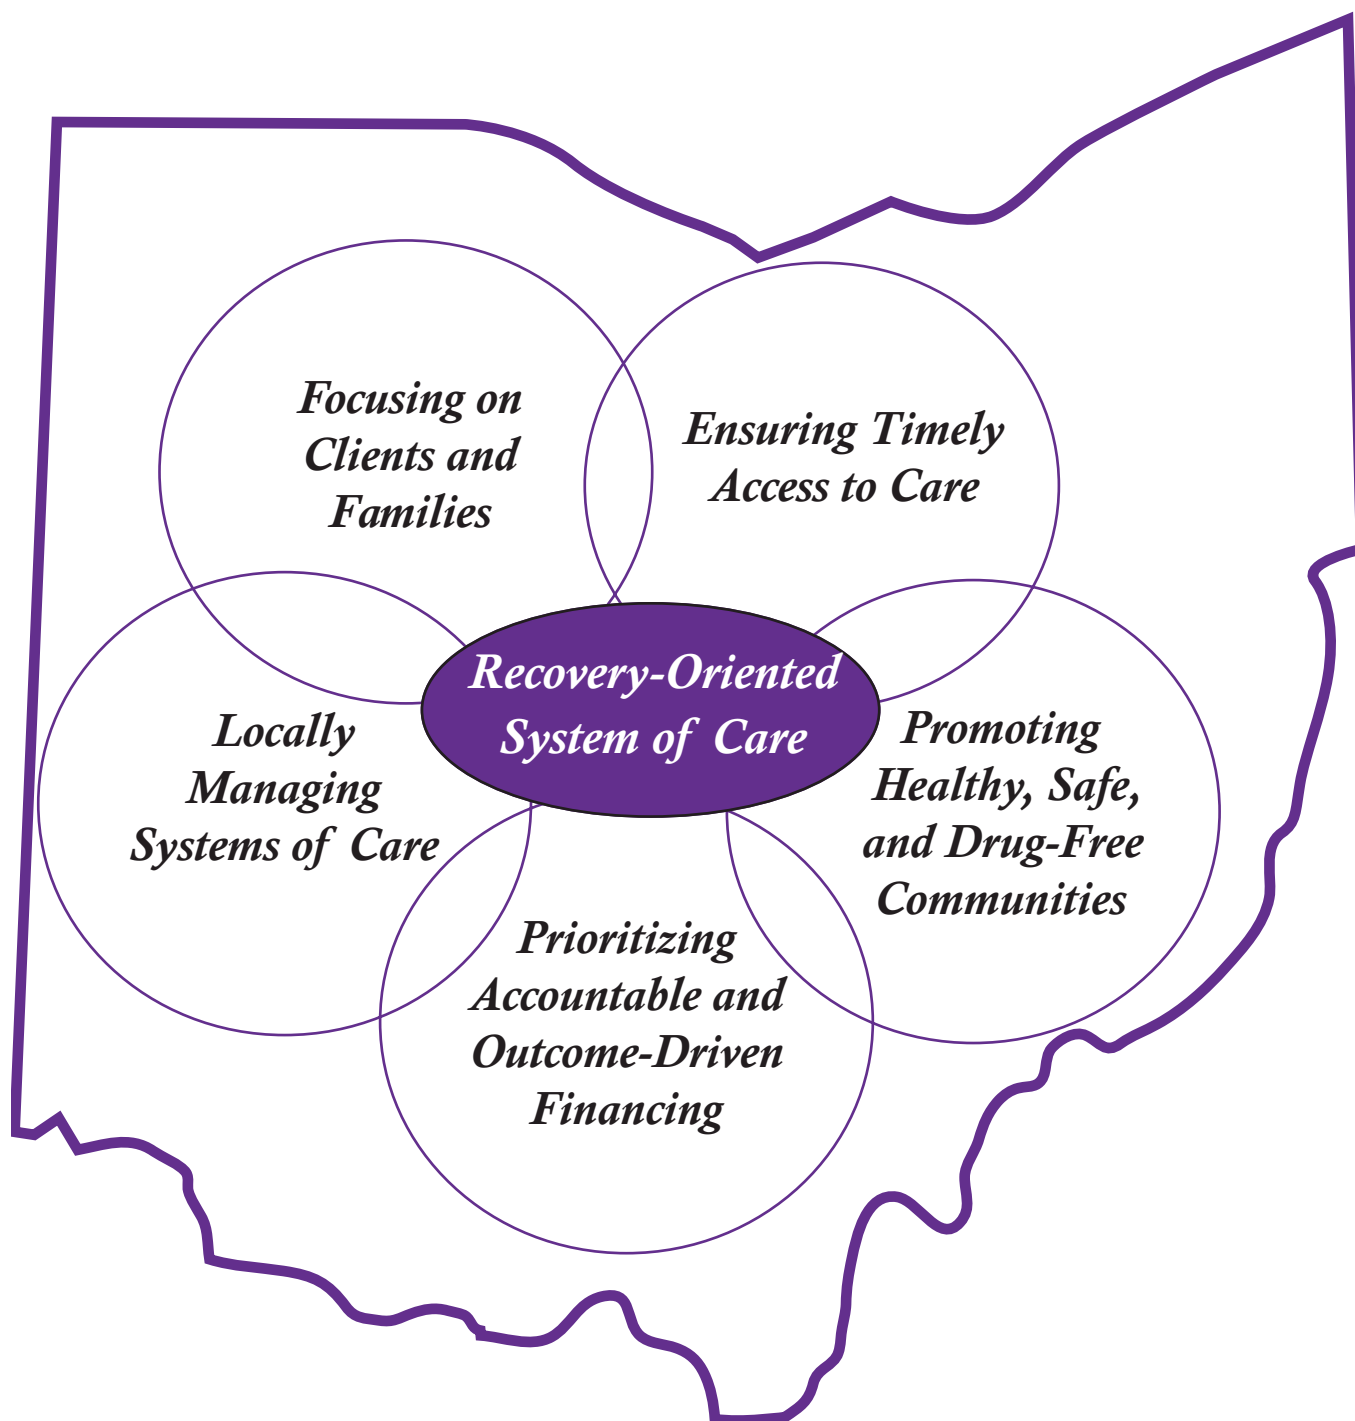 Focusing on
Clients and
Families
Ensuring Timely
Access to Care
Recovery-Oriented
System of Care
Locally
Managing
Systems of Care
Promoting
Healthy, Safe,
and Drug-Free
Communities
Prioritizing
Accountable and
Outcome-Driven
Financing